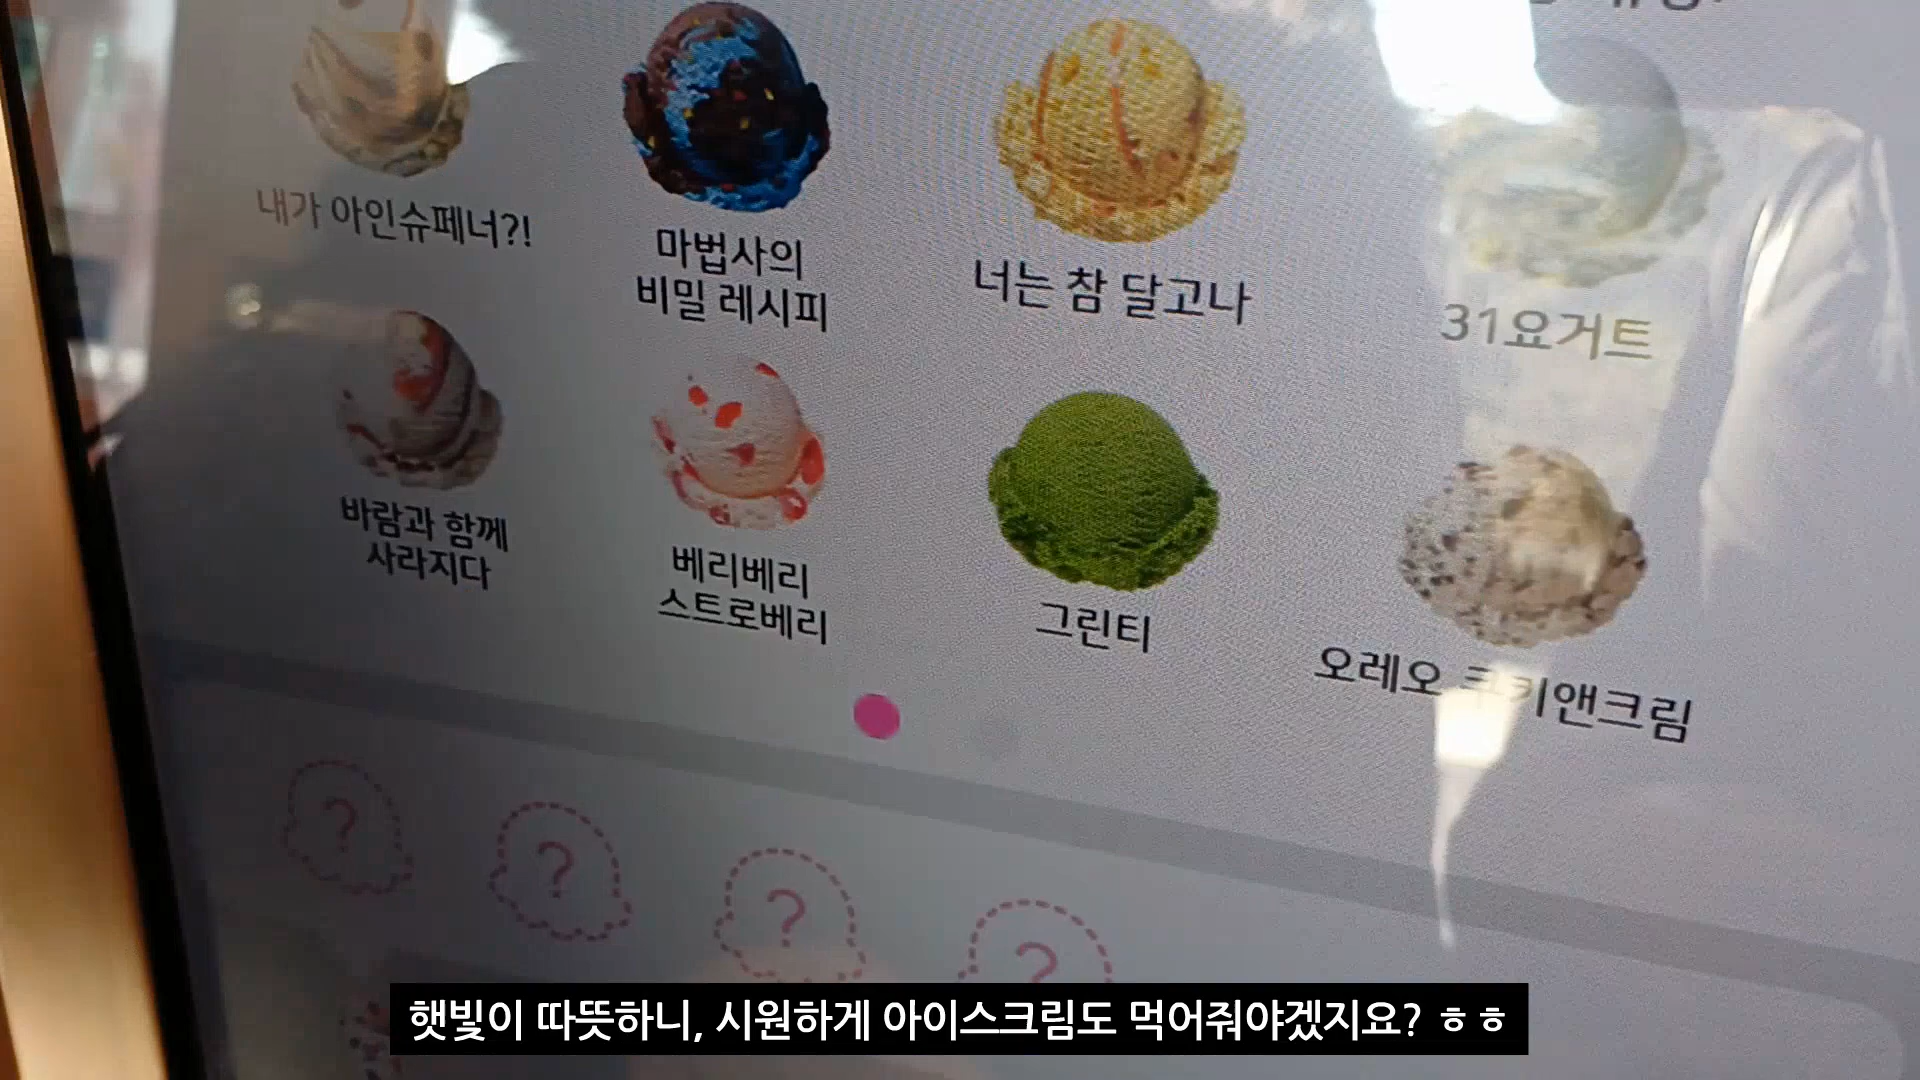 내가 아인슈페너?!
마법사의
비밀 레시피
너는 참 달고나
31요거트
바람과 함께
사라지다
베리베리
스트로베리
그린티
오레오 쿠키앤크림
?
?
?
?
햇빛이 따뜻하니, 시원하게 아이스크림도 먹어줘야겠지요? ㅎㅎ